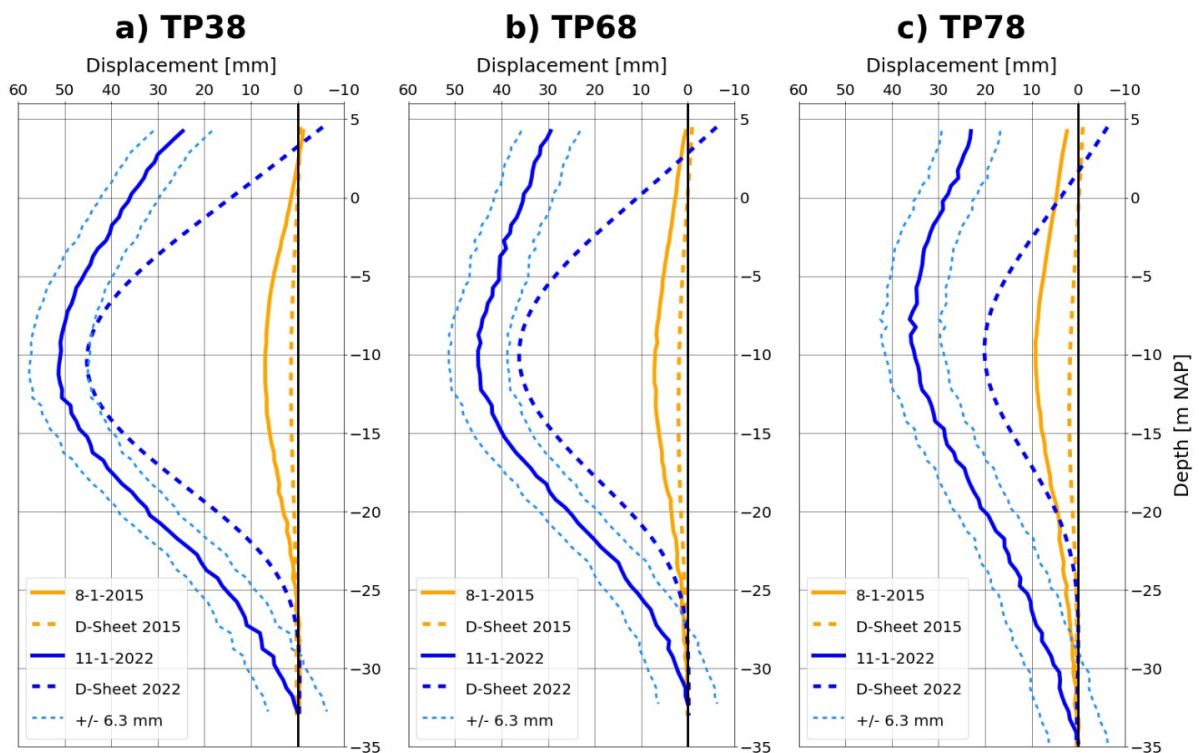 a) TP38
Displacement [mm]
60 50 40 30 20 10 0 −10
5
0
−5
−10
−15
−20
−25
−30
−35
8-1-2015
D-Sheet 2015
11-1-2022
D-Sheet 2022
+/- 6.3 mm
b) TP68
Displacement [mm]
60 50 40 30 20 10 0 −10
5
0
−5
−10
−15
−20
−25
−30
−35
8-1-2015
D-Sheet 2015
11-1-2022
D-Sheet 2022
+/- 6.3 mm
c) TP78
Displacement [mm]
60 50 40 30 20 10 0 −10
5
0
−5
−10
−15
−20
−25
−30
−35
Depth [m NAP]
8-1-2015
D-Sheet 2015
11-1-2022
D-Sheet 2022
+/- 6.3 mm